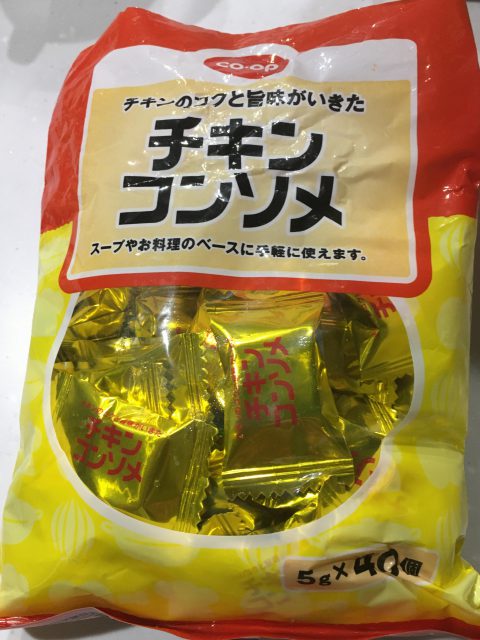 CO・OP
チキンのコクと旨味がいきた
チキン
コンソメ
スープやお料理のベースに手軽に使えます。
チキン
コンソメ
チキン
コンソメ
5g×40個